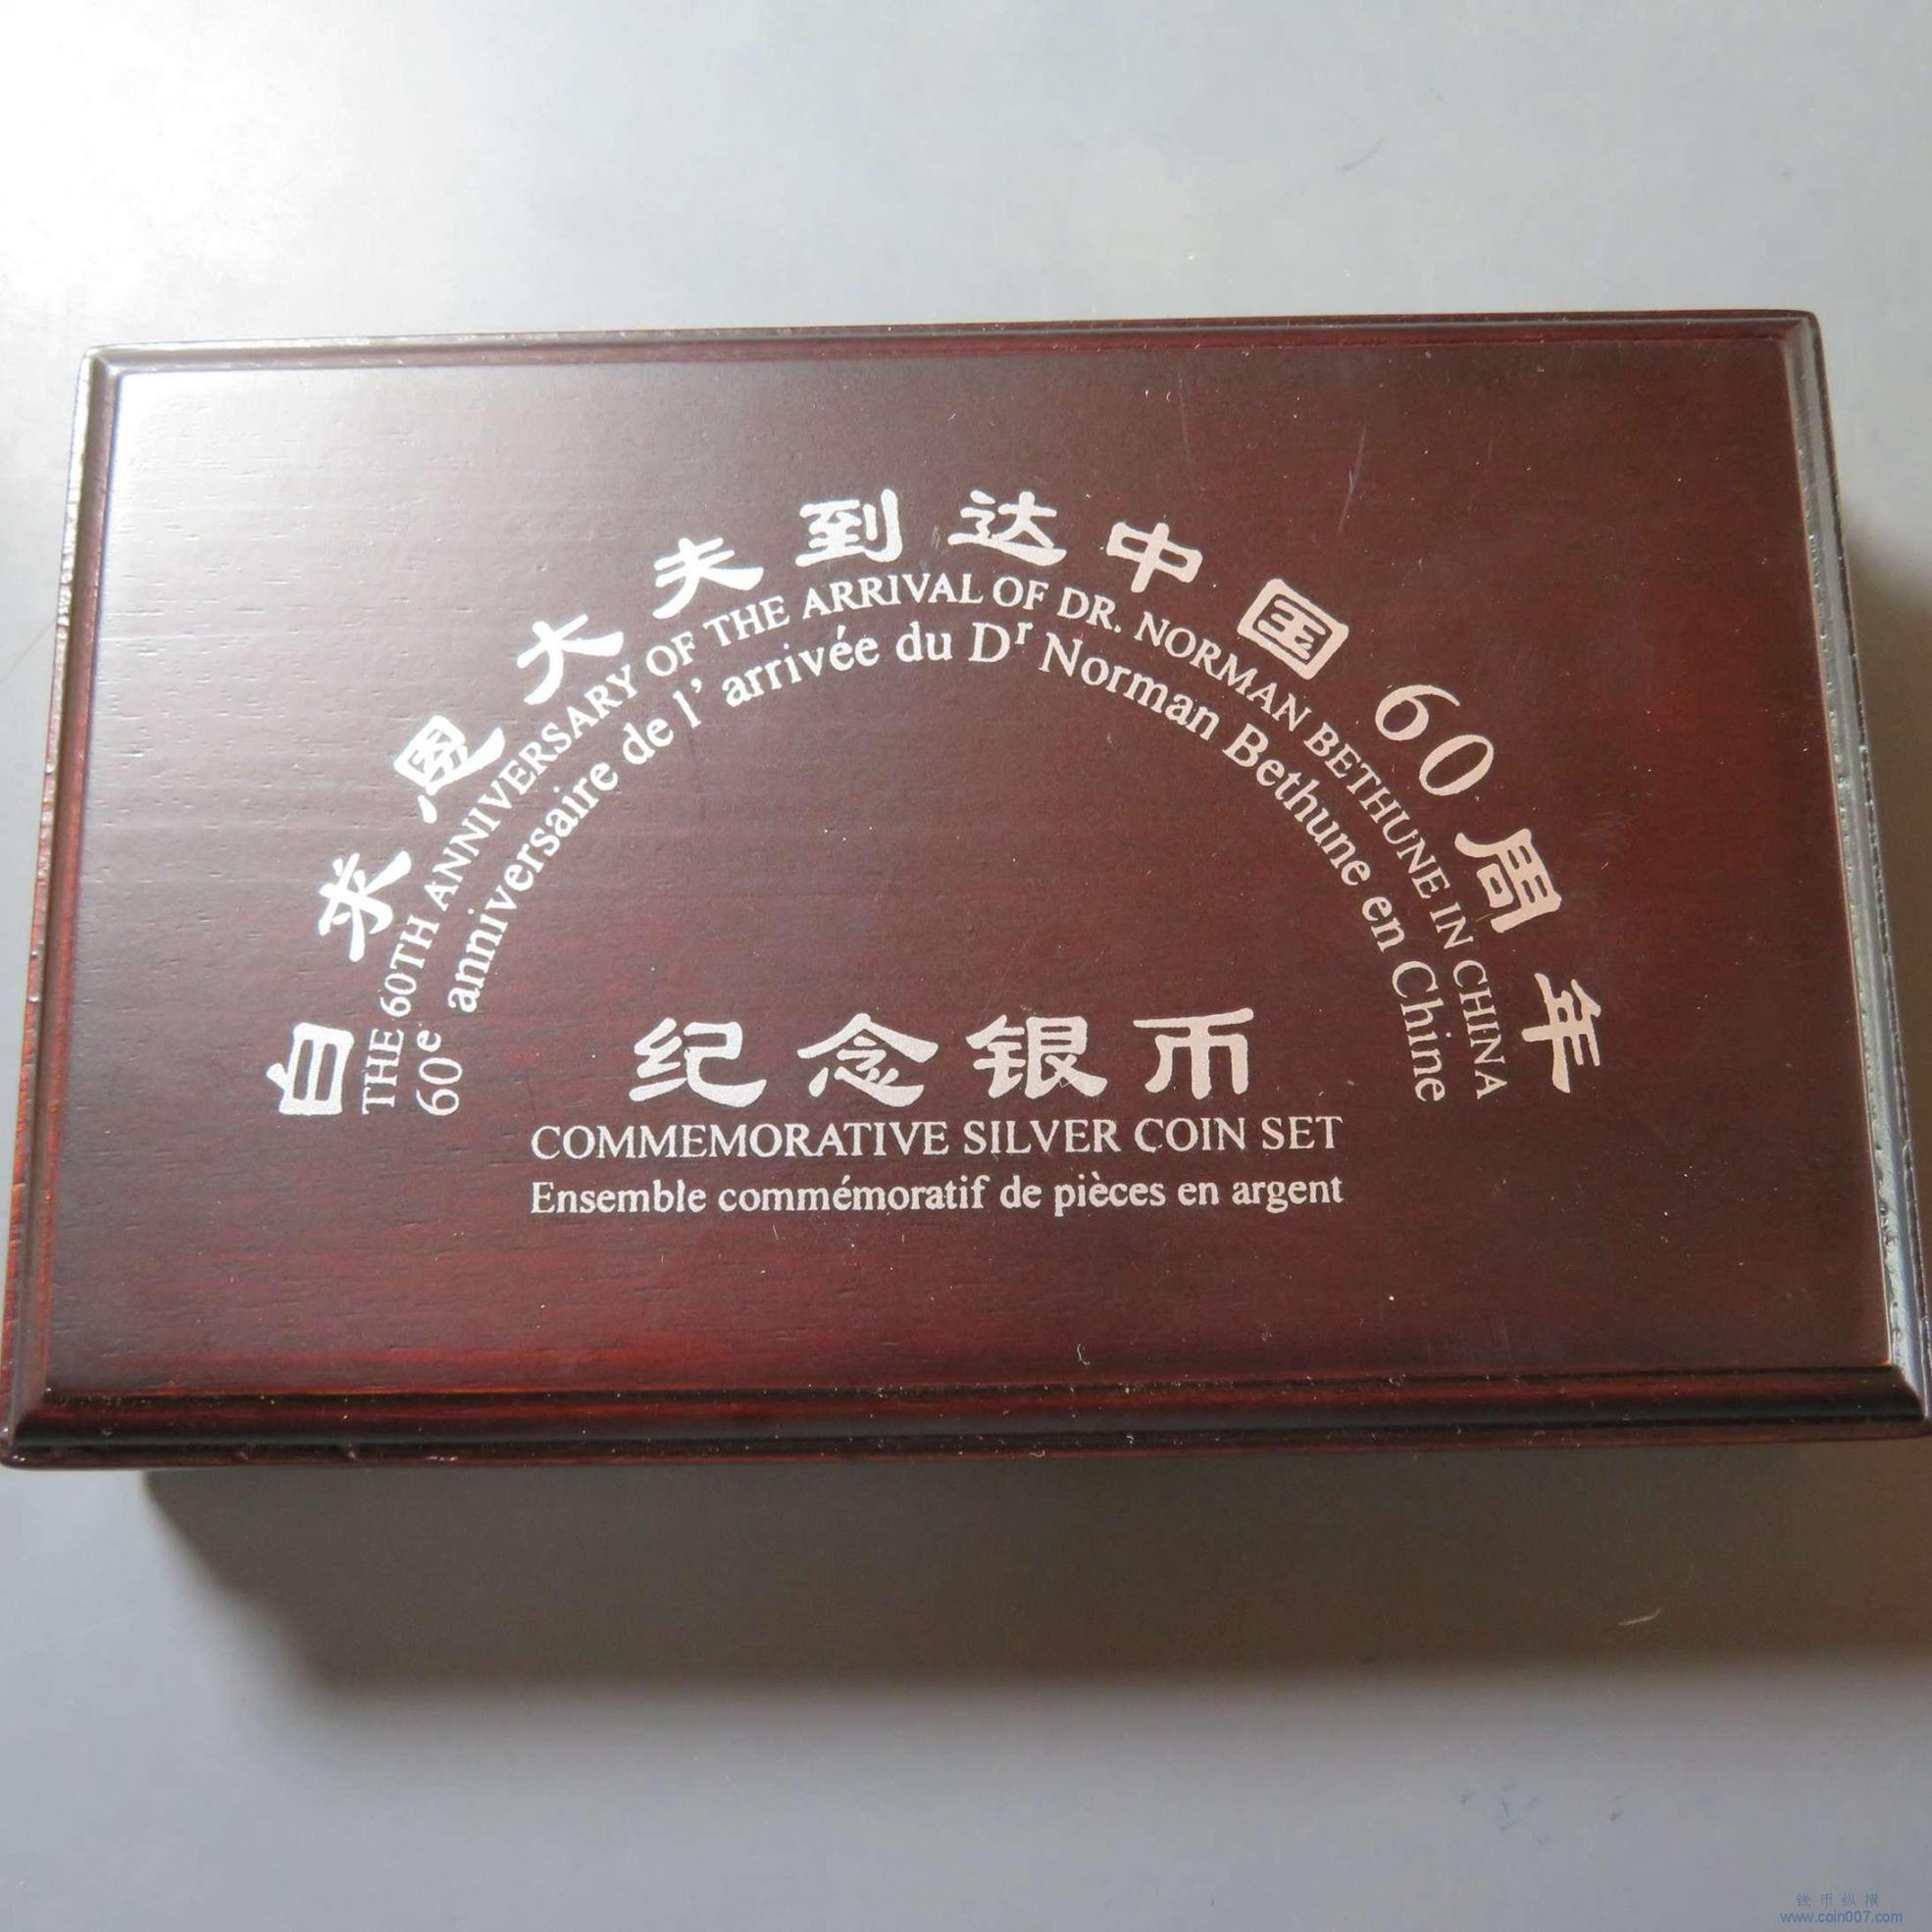 白求恩大夫到达中国60周年
THE 60TH ANNIVERSARY OF THE ARRIVAL OF DR. NORMAN BETHUNE IN CHINA
60e anniversaire de l'arrivée du Dr Norman Bethune en Chine
纪念银币
COMMEMORATIVE SILVER COIN SET
Ensemble commémoratif de pièces en argent
钱币纵横
www.coin007.com